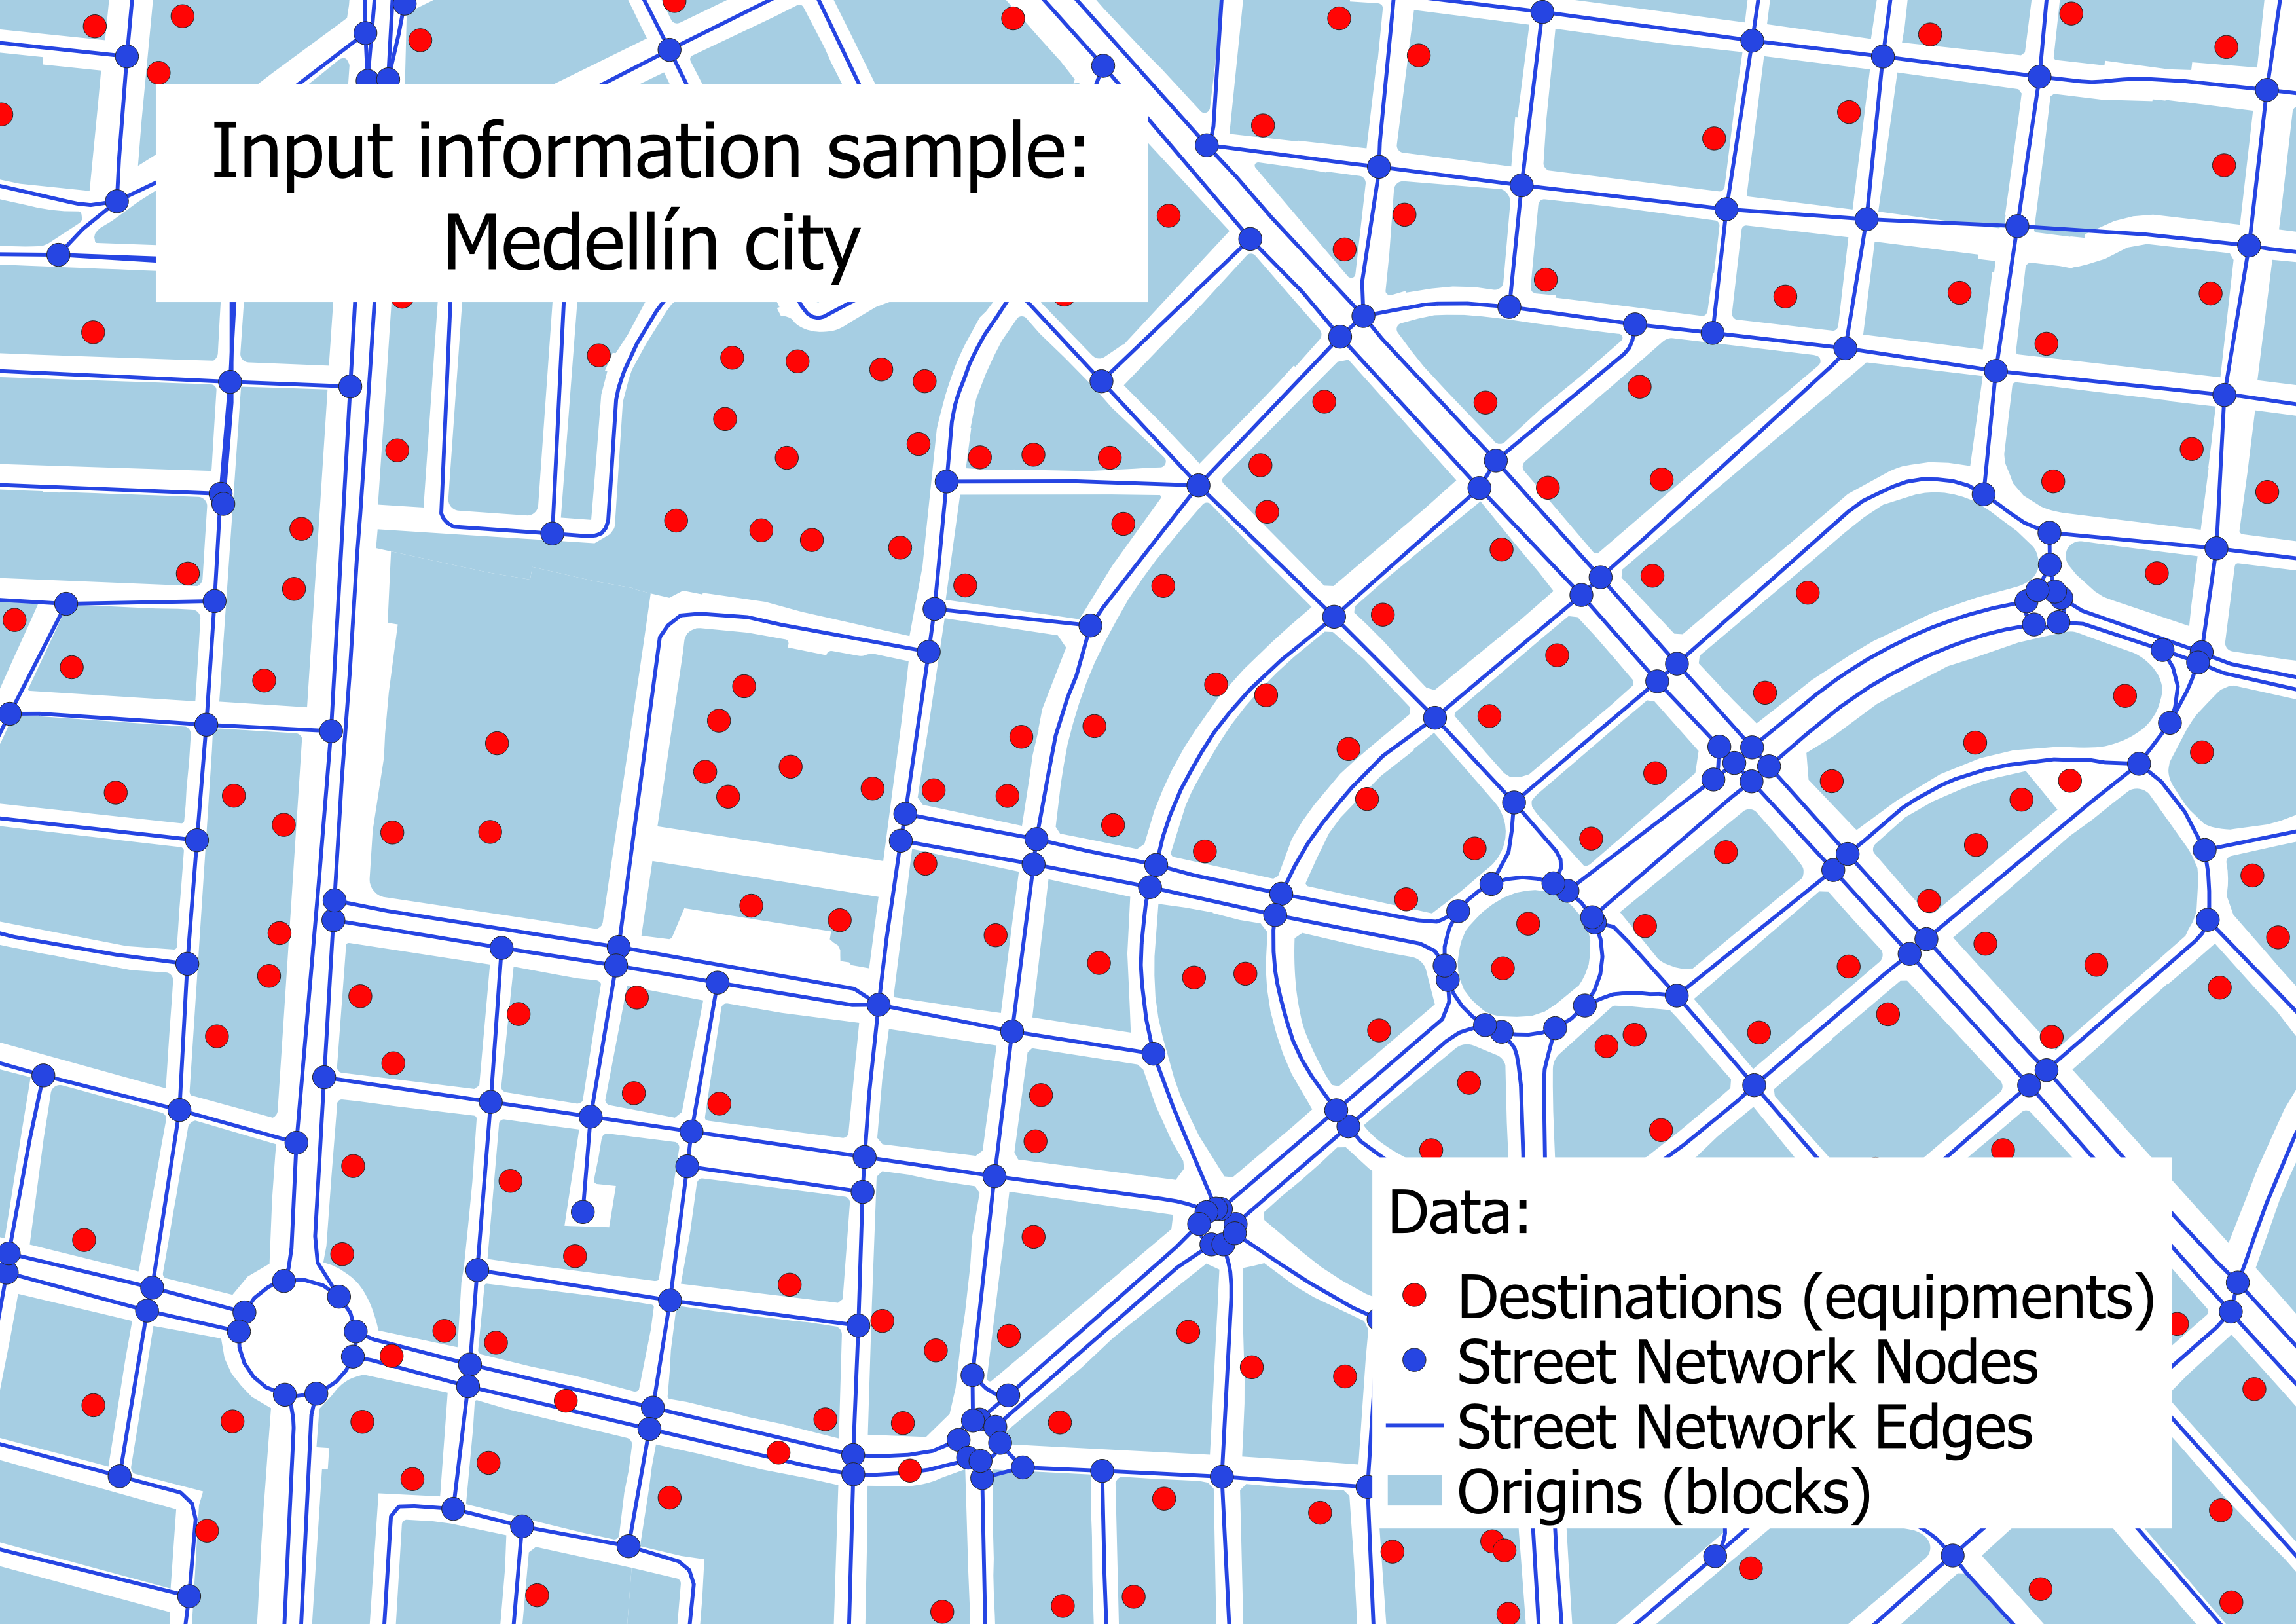 Input information sample:
Medellín city
Data:
Destinations (equipments)
Street Network Nodes
Street Network Edges
Origins (blocks)